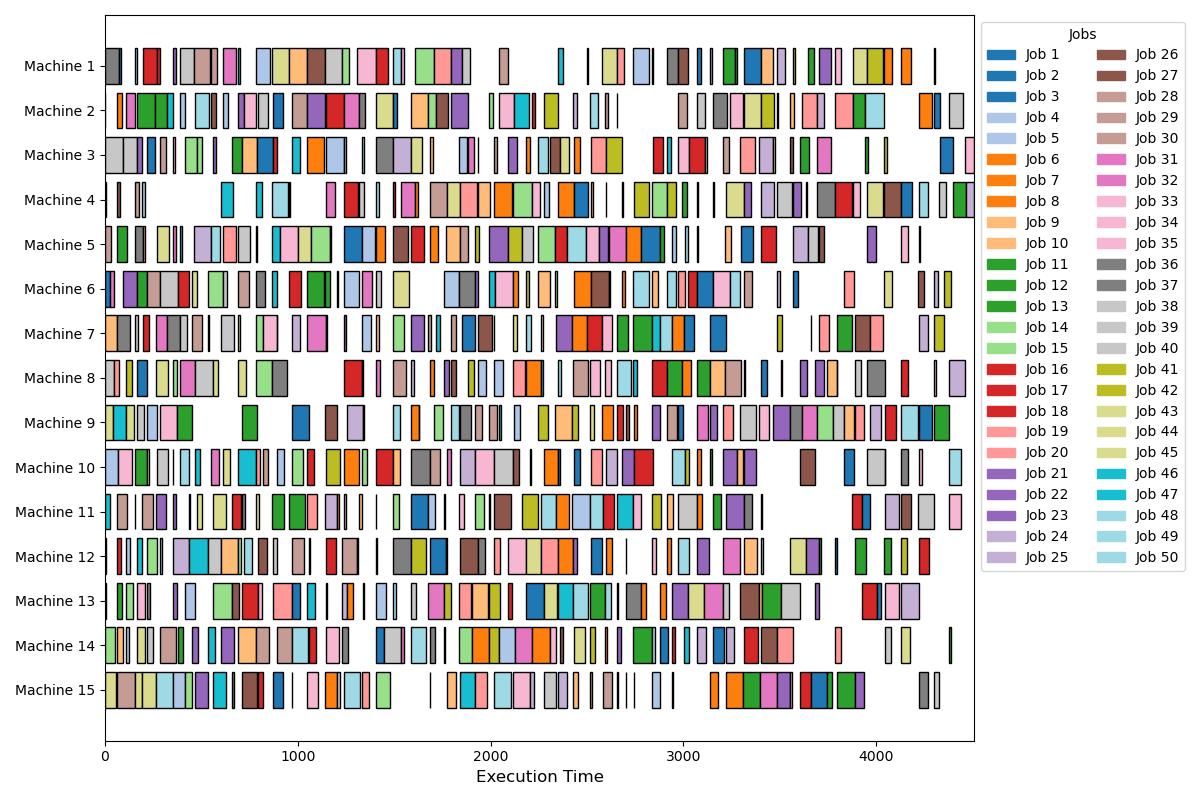 Machine 1
Machine 2
Machine 3
Machine 4
Machine 5
Machine 6
Machine 7
Machine 8
Machine 9
Machine 10
Machine 11
Machine 12
Machine 13
Machine 14
Machine 15
0 1000 2000 3000 4000
Execution Time
Jobs
Job 1
Job 2
Job 3
Job 4
Job 5
Job 6
Job 7
Job 8
Job 9
Job 10
Job 11
Job 12
Job 13
Job 14
Job 15
Job 16
Job 17
Job 18
Job 19
Job 20
Job 21
Job 22
Job 23
Job 24
Job 25
Job 26
Job 27
Job 28
Job 29
Job 30
Job 31
Job 32
Job 33
Job 34
Job 35
Job 36
Job 37
Job 38
Job 39
Job 40
Job 41
Job 42
Job 43
Job 44
Job 45
Job 46
Job 47
Job 48
Job 49
Job 50